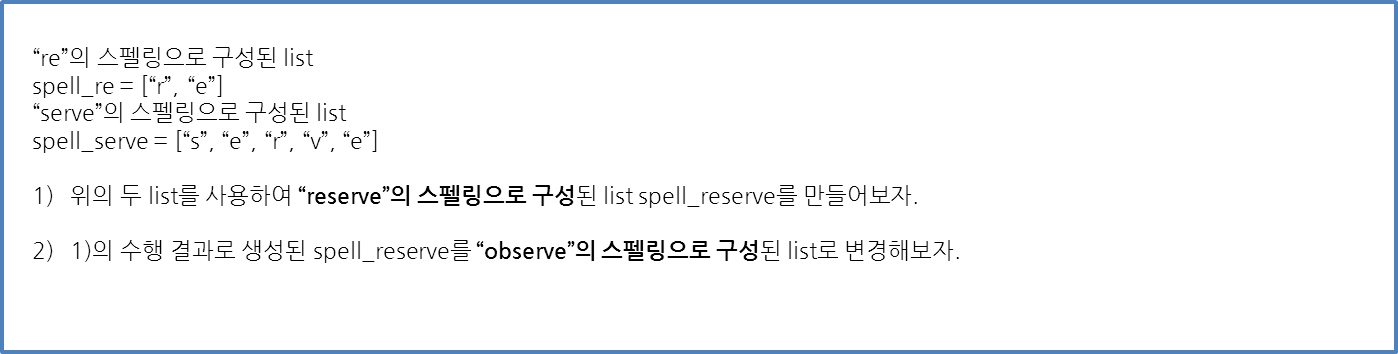 “re”의 스펠링으로 구성된 list
spell_re = [“r”, “e”]
“serve”의 스펠링으로 구성된 list
spell_serve = [“s”, “e”, “r”, “v”, “e”]
1) 위의 두 list를 사용하여 “reserve”의 스펠링으로 구성된 list spell_reserve를 만들어보자.
2) 1)의 수행 결과로 생성된 spell_reserve를 “observe”의 스펠링으로 구성된 list로 변경해보자.